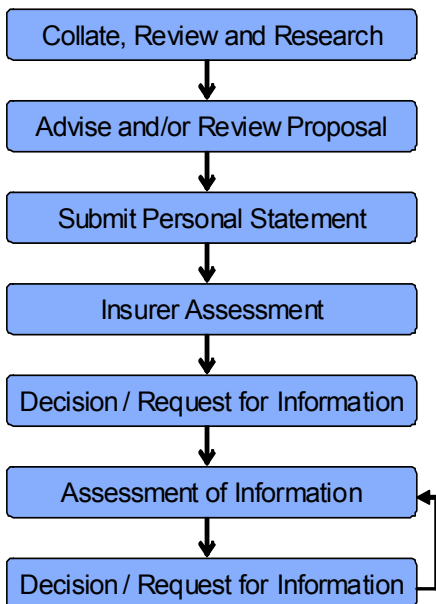 Collate, Review and Research
Advise and/or Review Proposal
Submit Personal Statement
Insurer Assessment
Decision / Request for Information
Assessment of Information
Decision / Request for Information